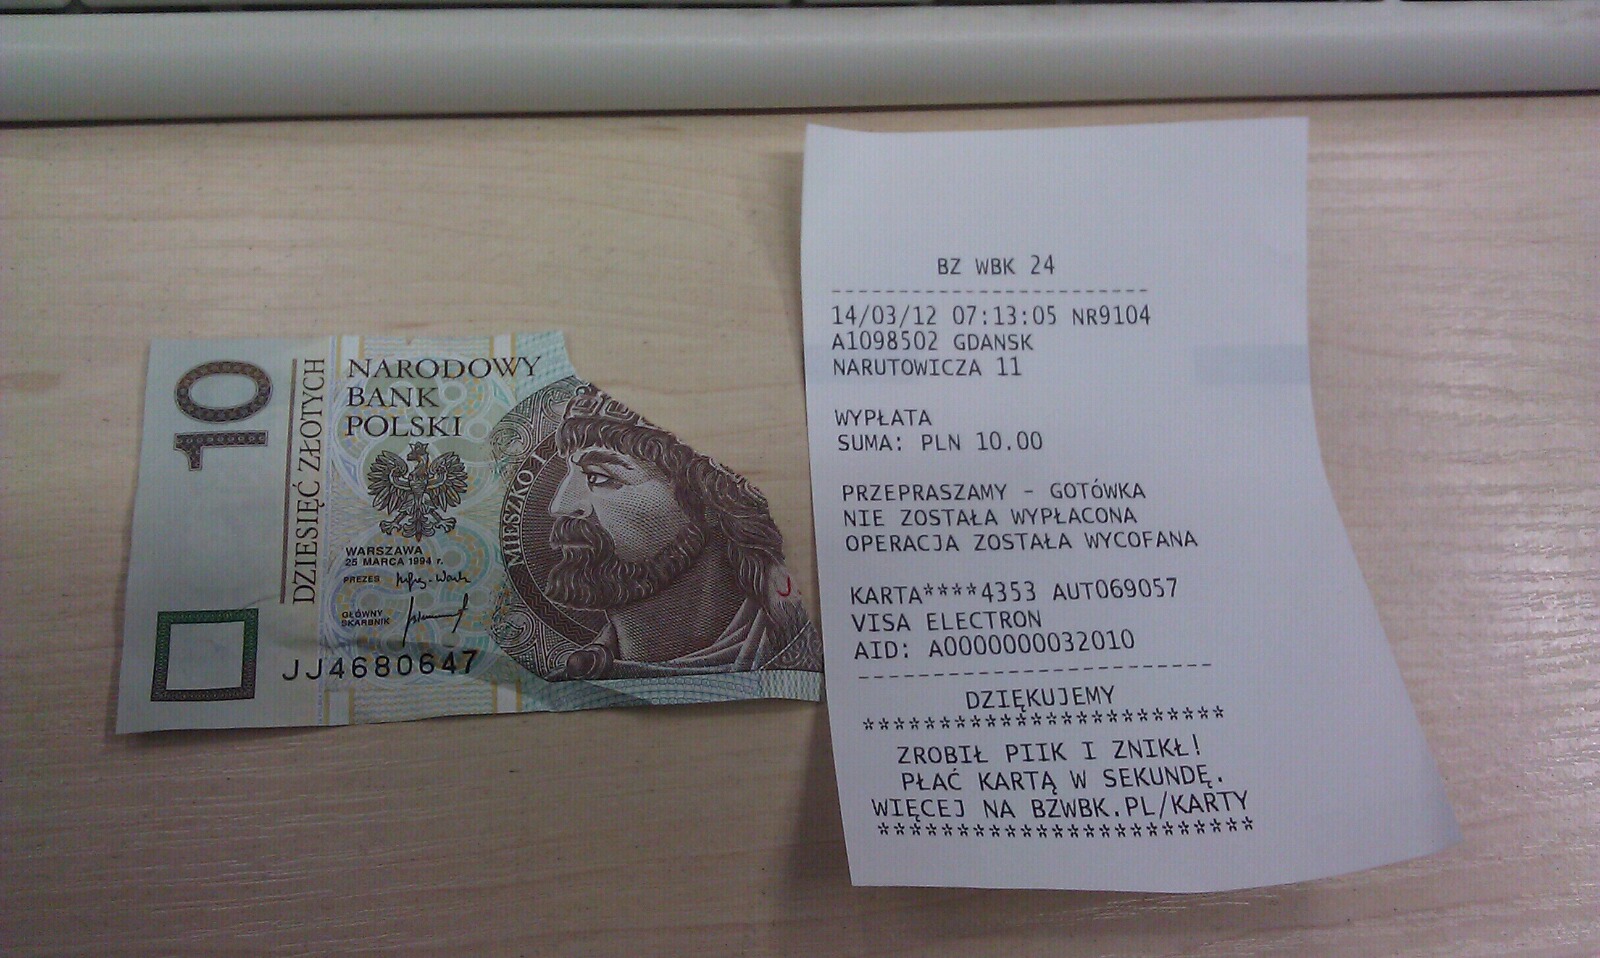 10
DZIESIĘĆ ZŁOTYCH
NARODOWY
BANK
POLSKI
MIESZKO I
WARSZAWA
25 MARCA 1994 r.
PREZES
GŁÓWNY
SKARBNIK
JJ4680647
J.
BZ WBK 24
-----------------------
14/03/12 07:13:05 NR9104
A1098502 GDANSK
NARUTOWICZA 11
WYPŁATA
SUMA: PLN 10.00
PRZEPRASZAMY - GOTÓWKA
NIE ZOSTAŁA WYPŁACONA
OPERACJA ZOSTAŁA WYCOFANA
KARTA****4353 AUT069057
VISA ELECTRON
AID: A0000000032010
-------------------------
DZIĘKUJEMY
************************
ZROBIŁ PIIK I ZNIKŁ!
PŁAĆ KARTĄ W SEKUNDĘ.
WIĘCEJ NA BZWBK.PL/KARTY
************************